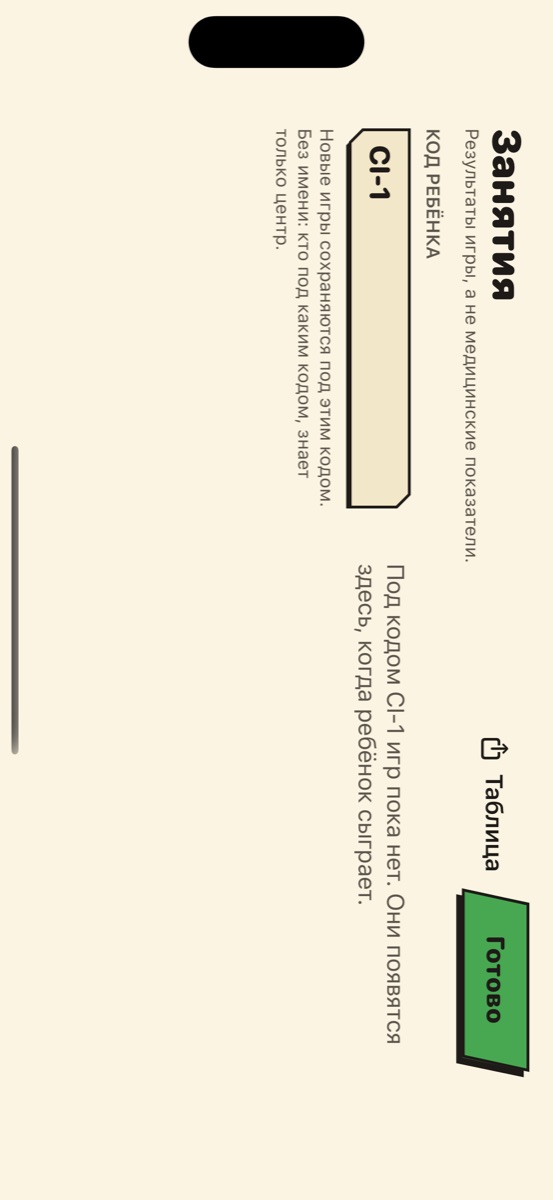 Занятия
Результаты игры, а не медицинские показатели.
Таблица
Готово
КОД РЕБЁНКА
CI-1
Новые игры сохраняются под этим кодом.
Без имени: кто под каким кодом, знает
только центр.
Под кодом CI-1 игр пока нет. Они появятся
здесь, когда ребёнок сыграет.